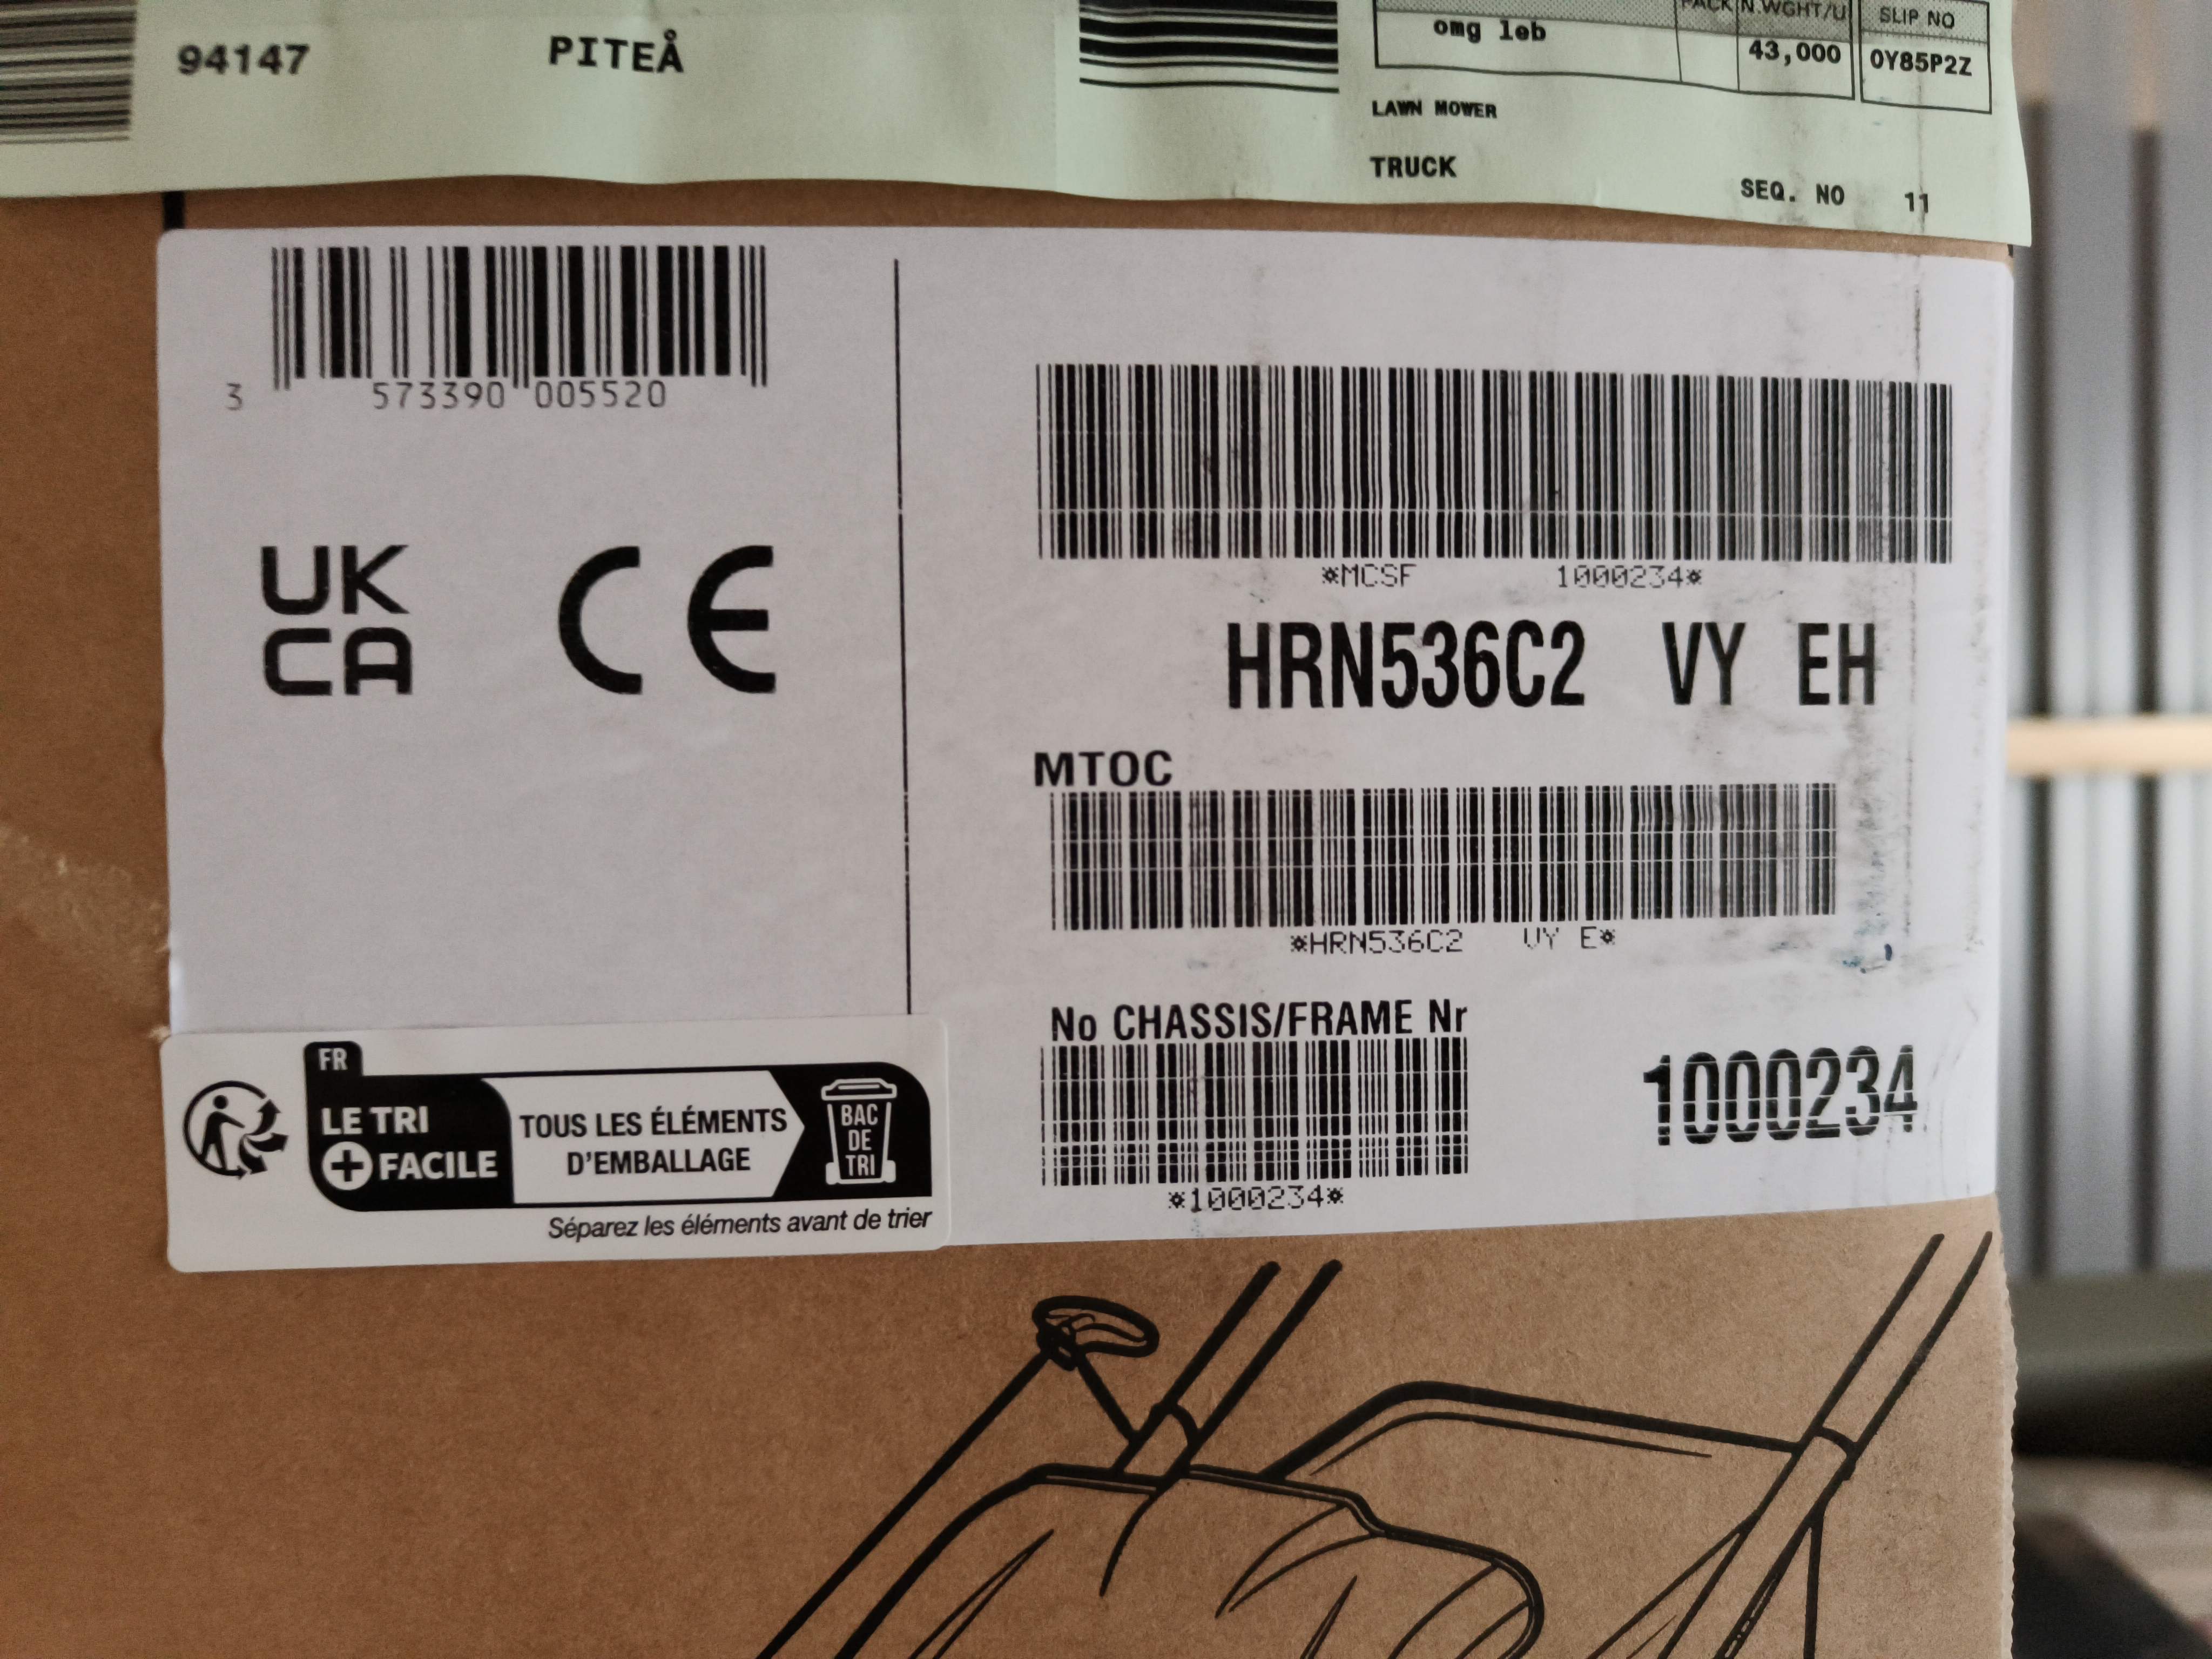 94147
PITEÅ
PACK N.WGHT/U SLIP NO
omg leb 43,000 0Y85P2Z
LAWN MOWER
TRUCK
SEQ. NO 11
3 573390 005520
UK
CA
CE
*MCSF 1000234*
HRN536C2 VY EH
MTOC
*HRN536C2 VY E*
No CHASSIS/FRAME Nr
1000234
*1000234*
FR
LE TRI
+ FACILE
TOUS LES ÉLÉMENTS
D'EMBALLAGE
BAC
DE
TRI
Séparez les éléments avant de trier